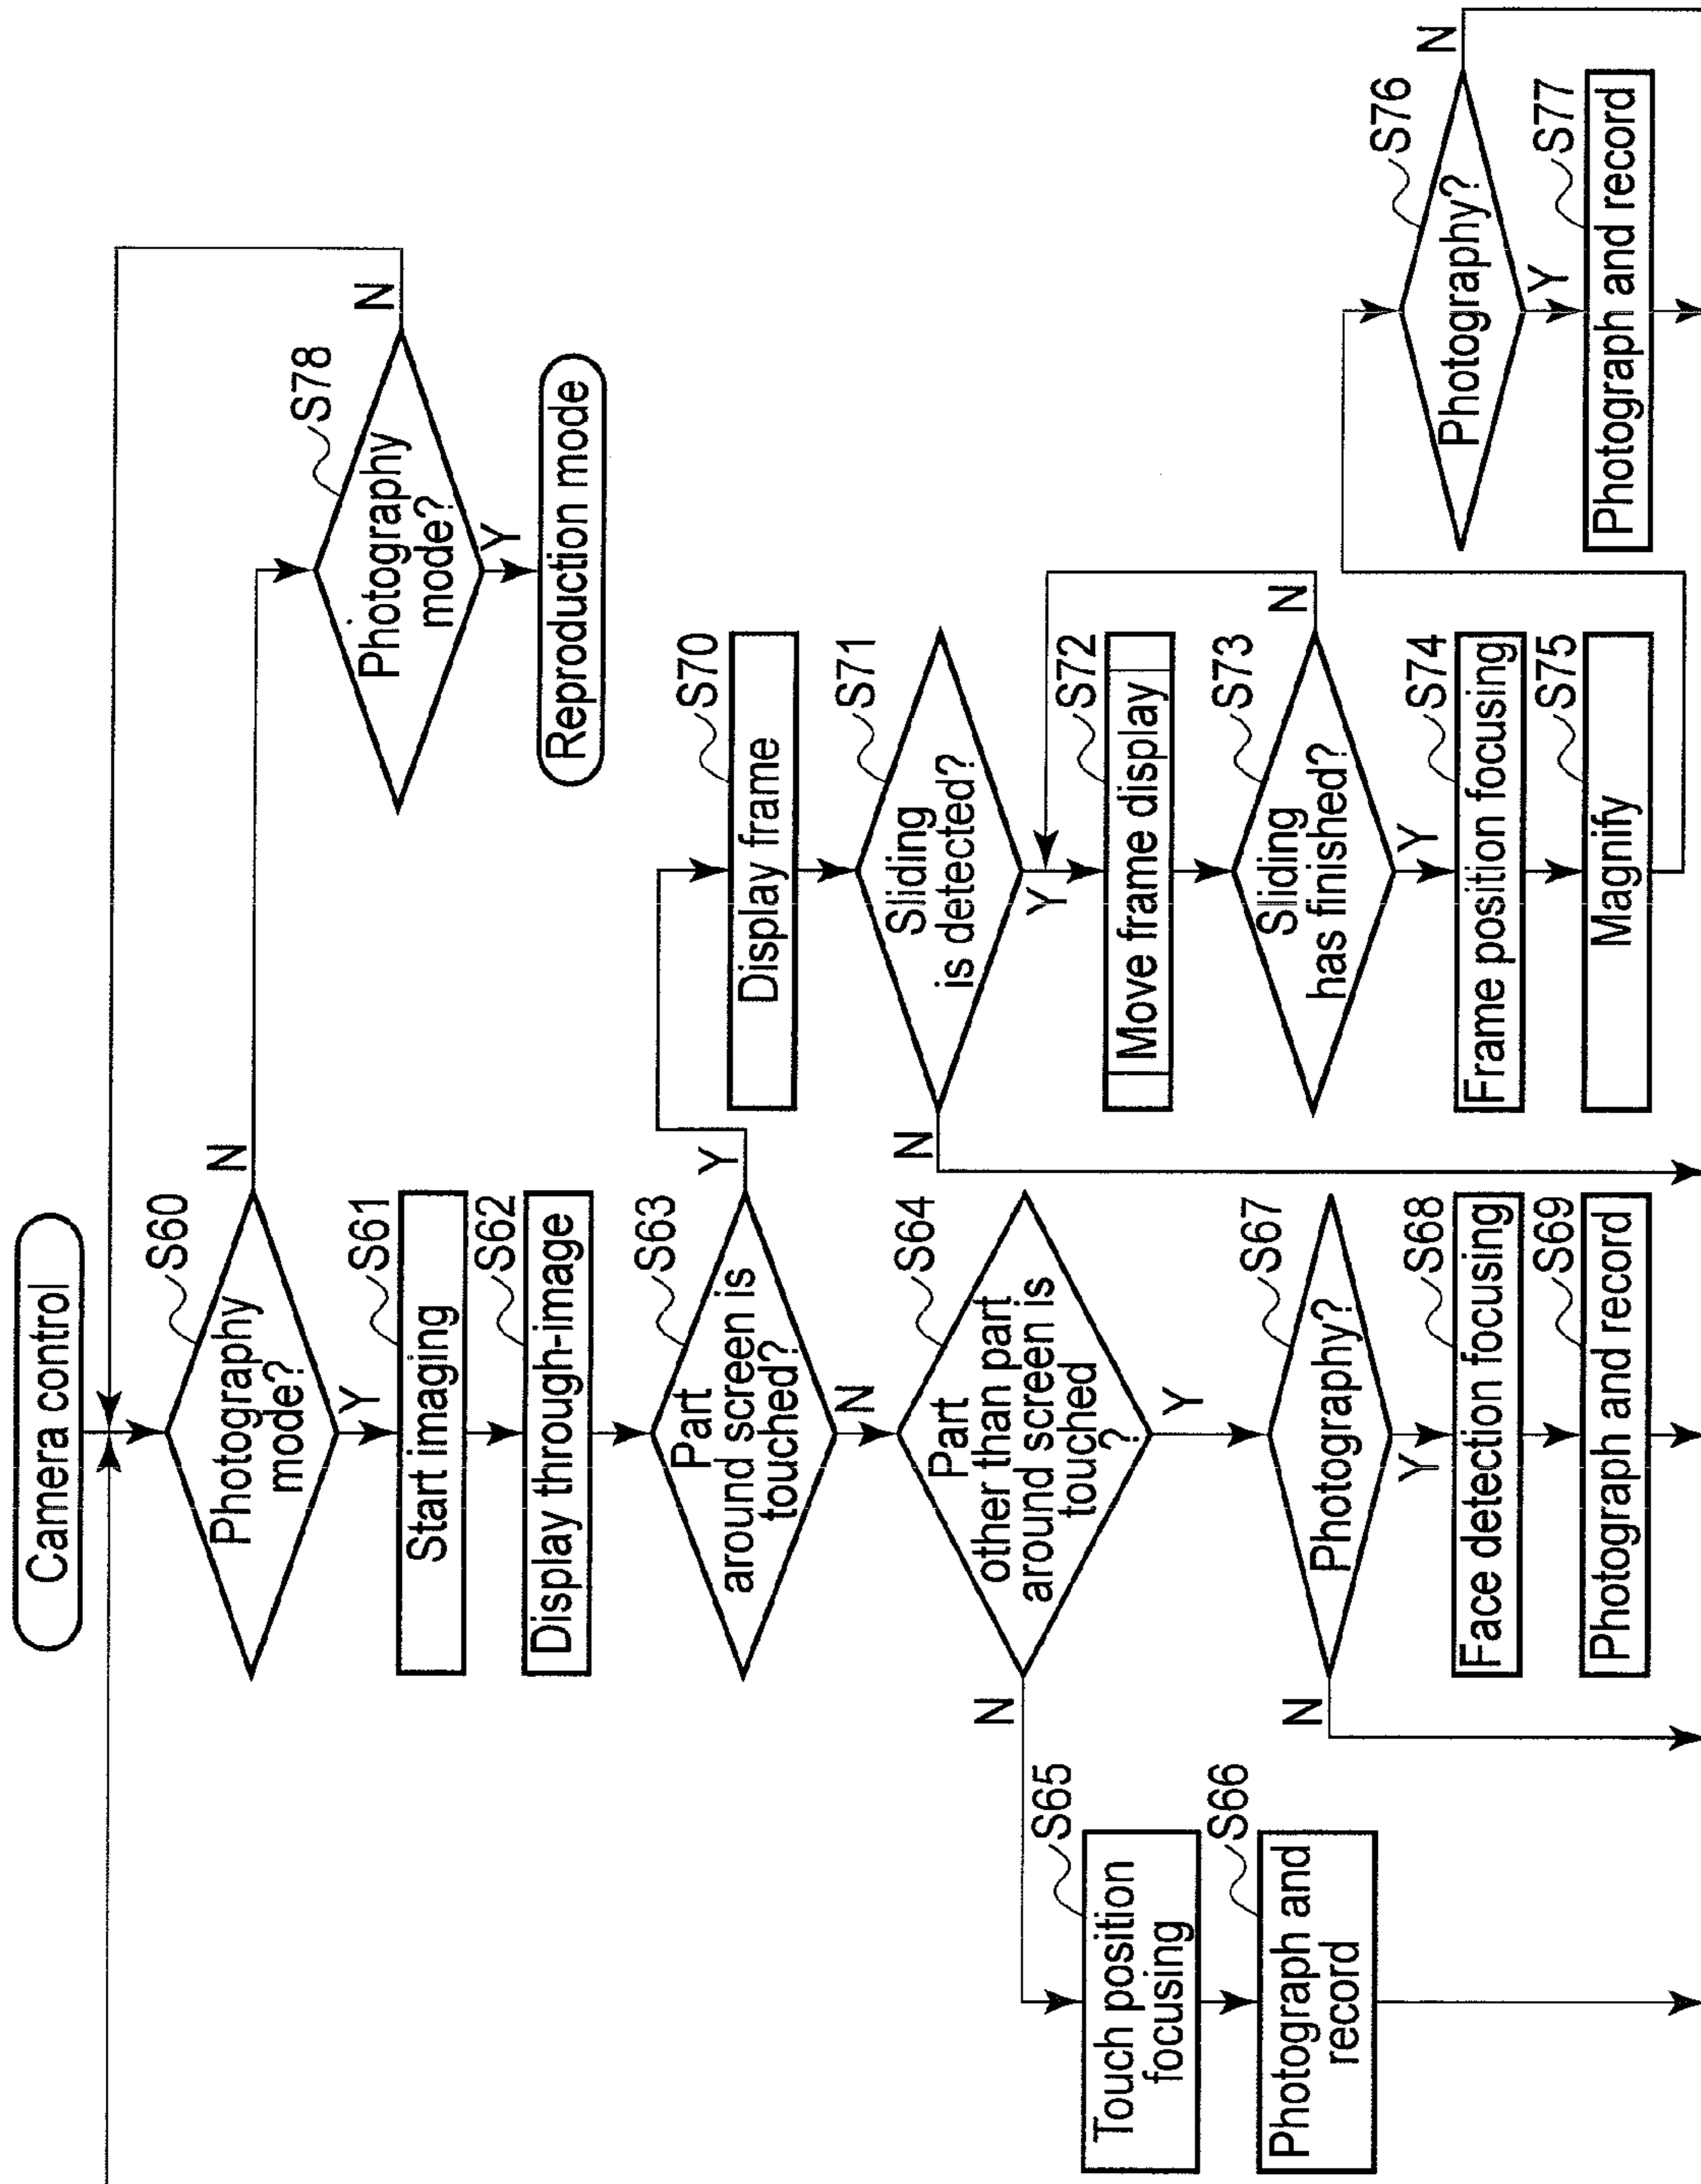 Camera control
S60
Photography
mode?
N
Y
S61
Start imaging
S62
Display through-image
S63
Part
around screen is
touched?
Y
N
S64
Part
other than part
around screen is
touched
?
N
Y
S65
Touch position
focusing
S66
Photograph and
record
S67
Photography?
N
Y
S68
Face detection focusing
S69
Photograph and record
S70
Display frame
S71
Sliding
is detected?
N
Y
S72
Move frame display
S73
Sliding
has finished?
N
Y
S74
Frame position focusing
S75
Magnify
S76
Photography?
N
Y
S77
Photograph and record
S78
Photography
mode?
N
Y
Reproduction mode